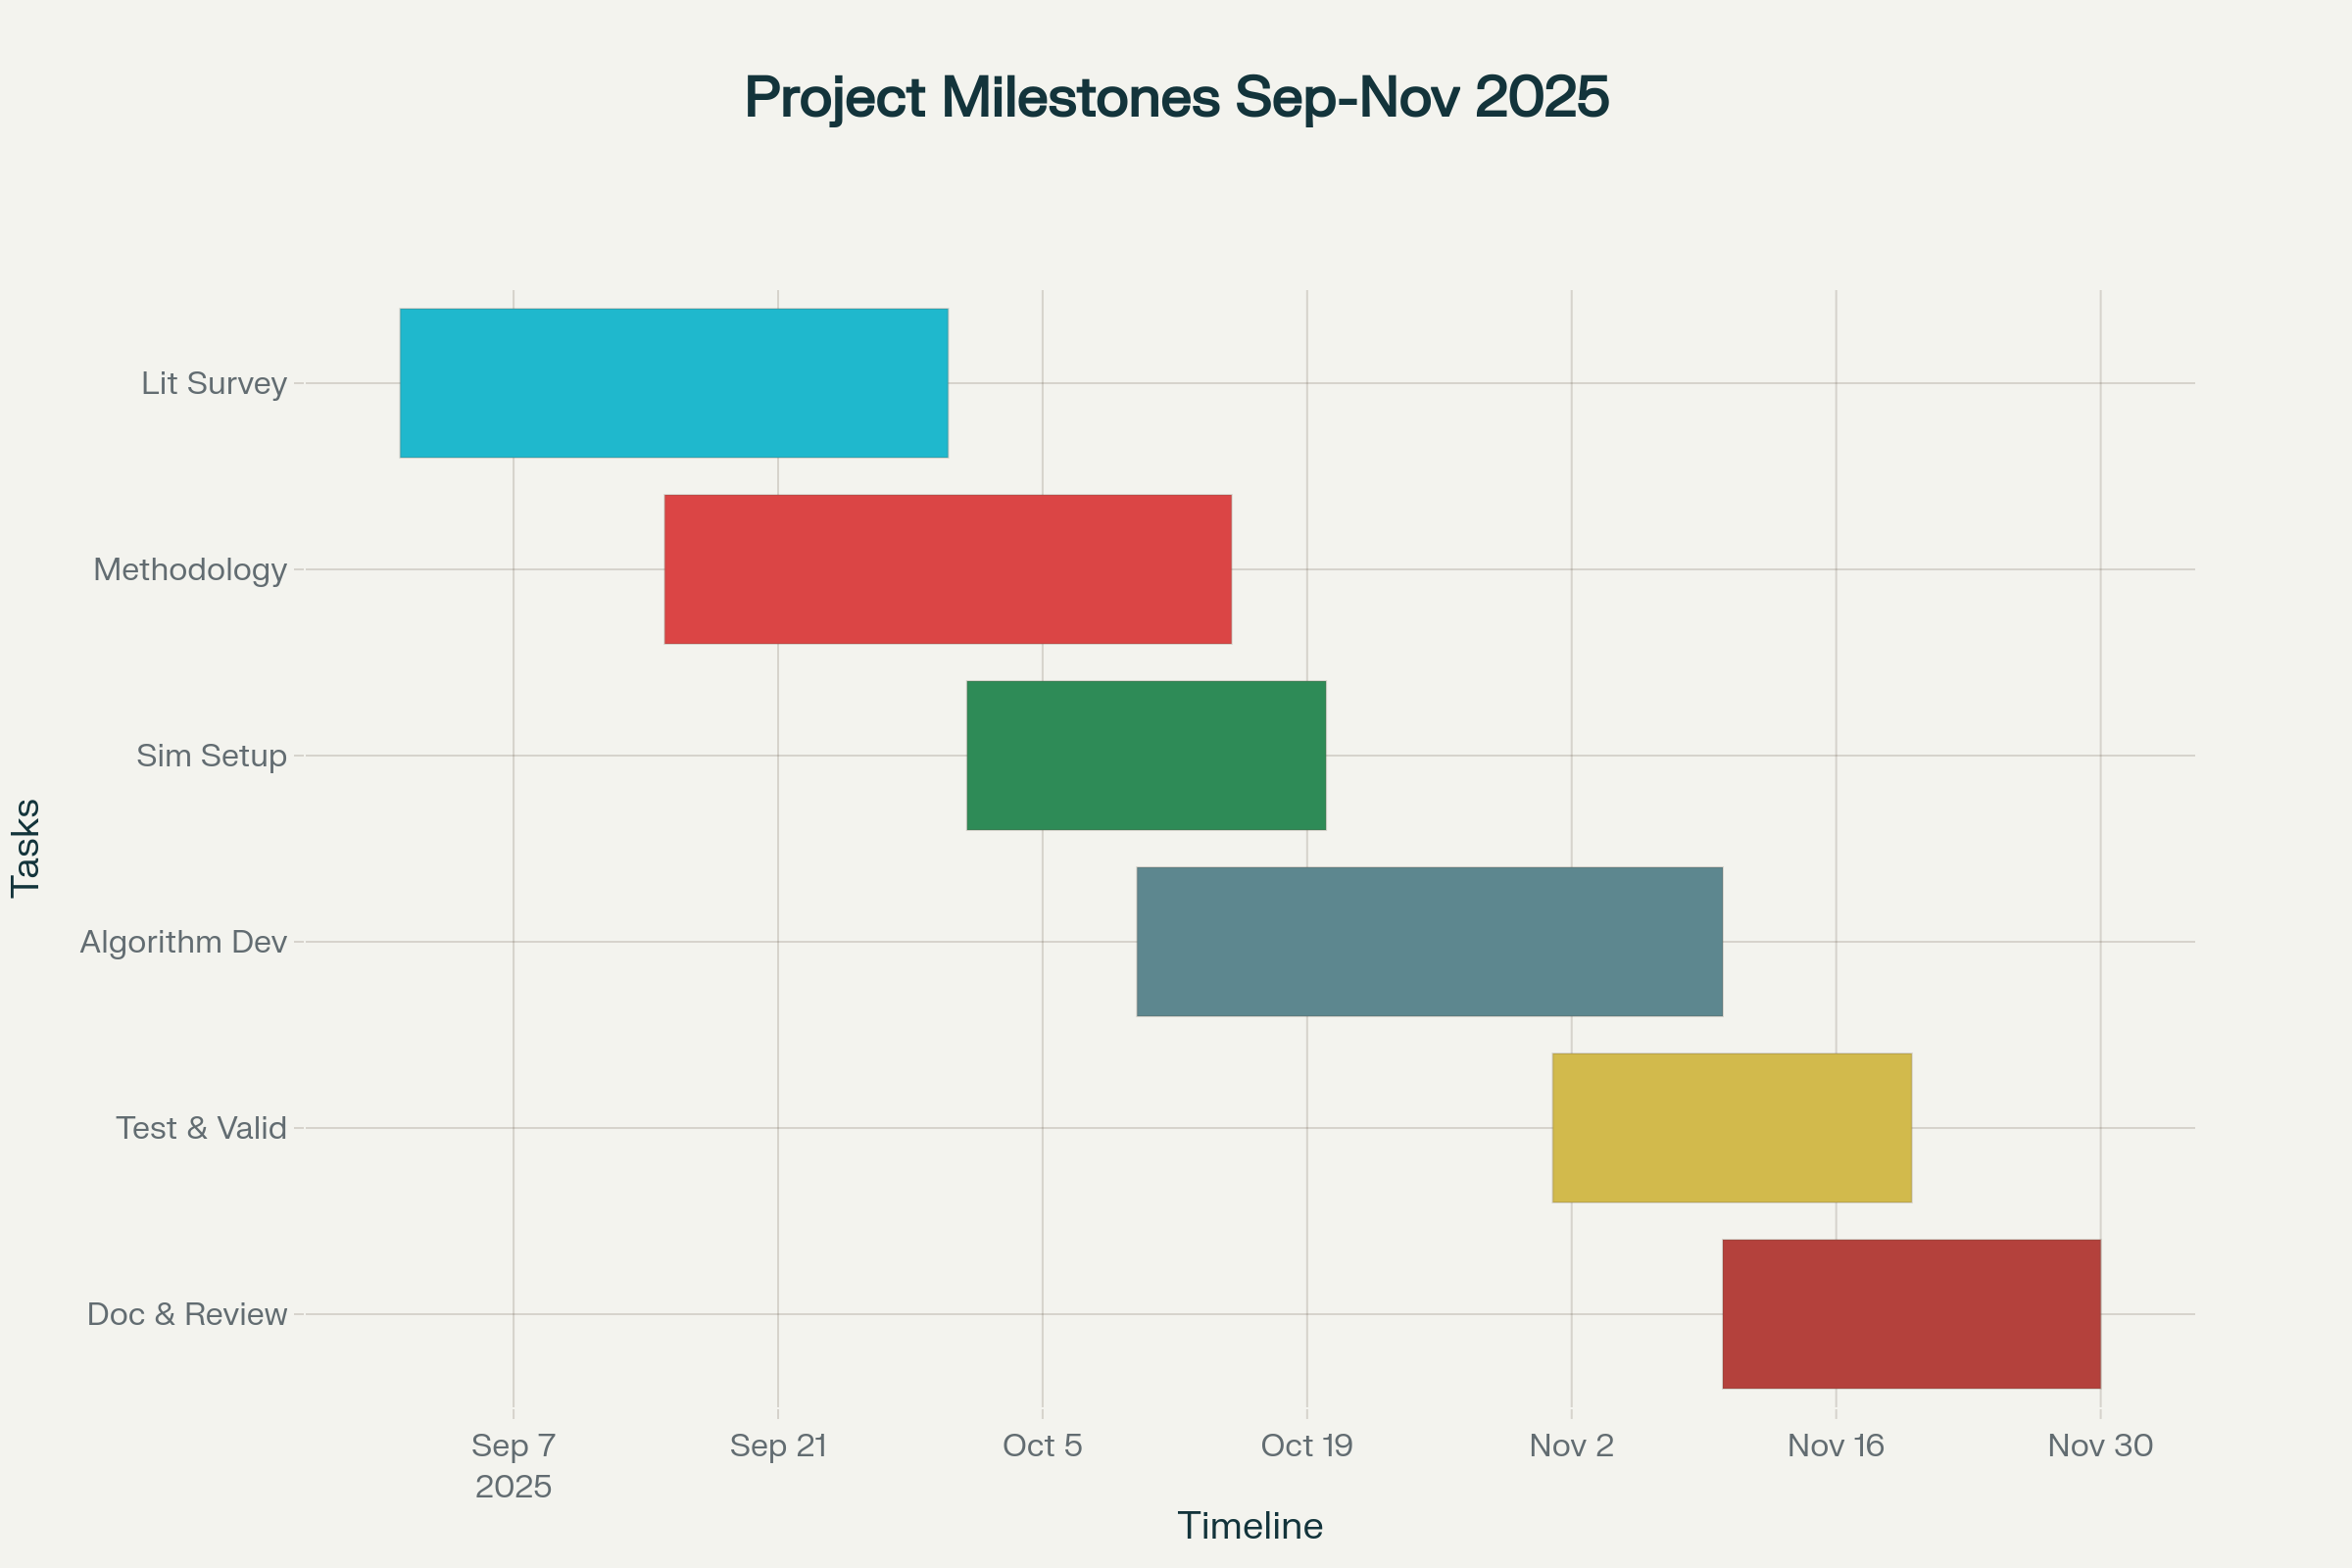 Project Milestones Sep-Nov 2025
Tasks
Lit Survey
Methodology
Sim Setup
Algorithm Dev
Test & Valid
Doc & Review
Sep 7 Sep 21 Oct 5 Oct 19 Nov 2 Nov 16 Nov 30
2025
Timeline